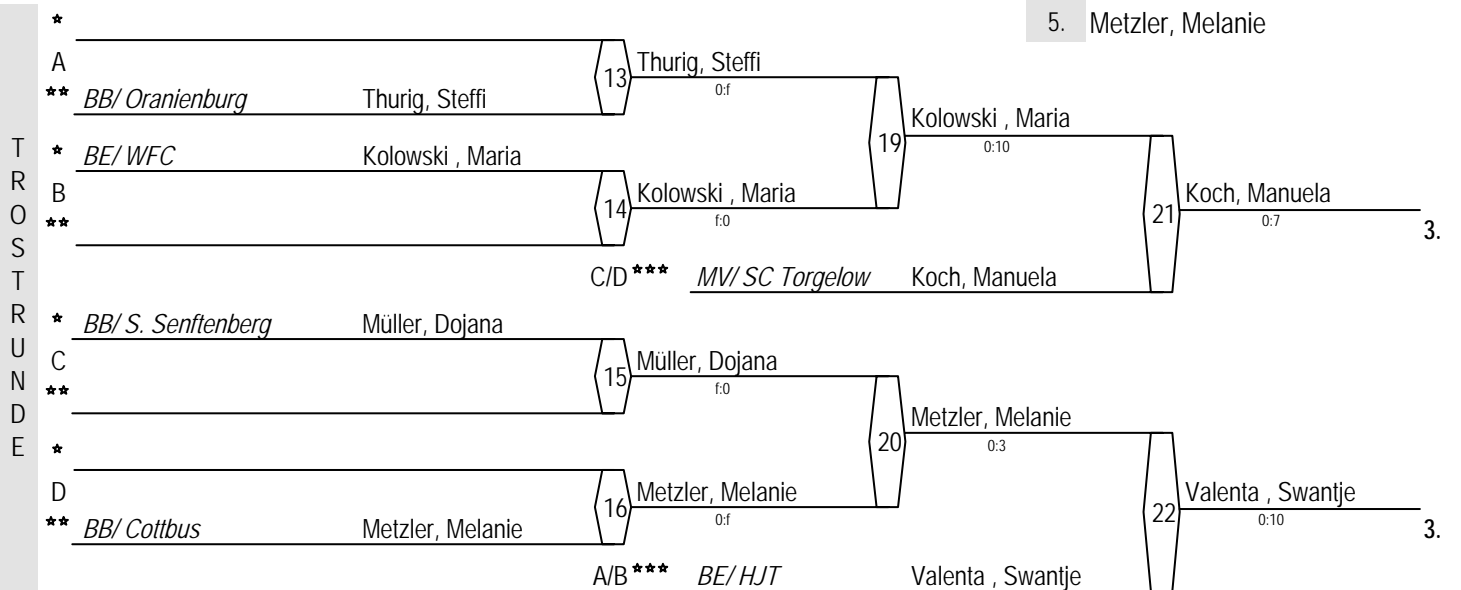 TROSTRUNDE
*
5. Metzler, Melanie
A
13 Thurig, Steffi
0:f
** BB/ Oranienburg Thurig, Steffi
* BE/ WFC Kolowski , Maria
19 Kolowski , Maria
0:10
B
14 Kolowski , Maria
f:0
**
21 Koch, Manuela
0:7
3.
C/D *** MV/ SC Torgelow Koch, Manuela
* BB/ S. Senftenberg Müller, Dojana
C
15 Müller, Dojana
f:0
**
20 Metzler, Melanie
0:3
*
D
16 Metzler, Melanie
0:f
** BB/ Cottbus Metzler, Melanie
22 Valenta , Swantje
0:10
3.
A/B *** BE/ HJT Valenta , Swantje